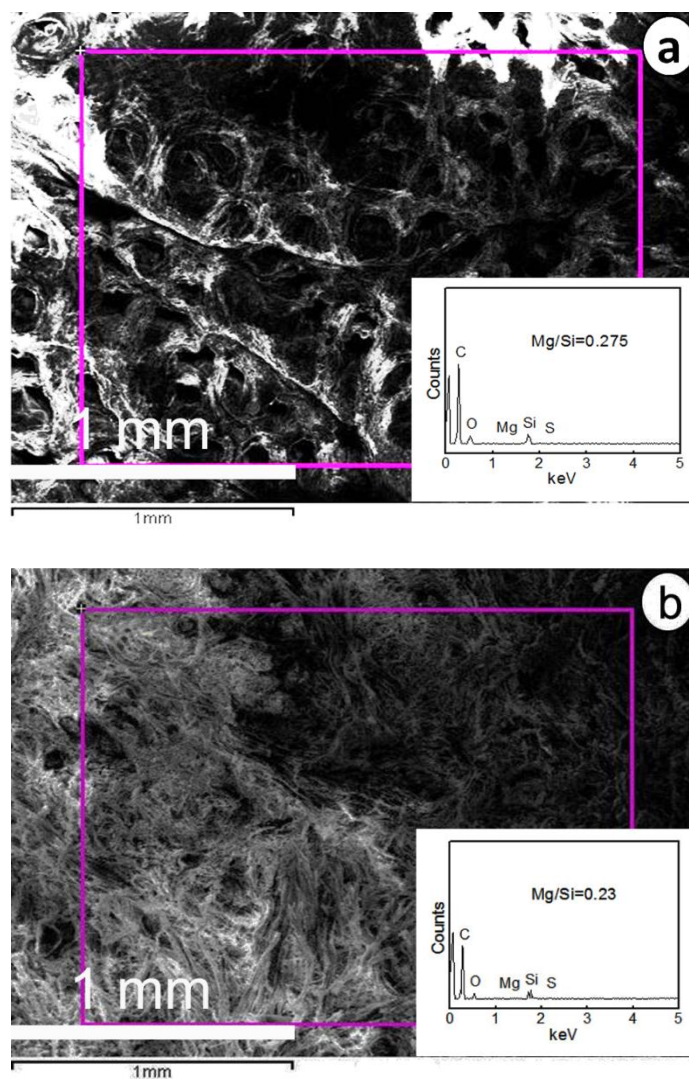 a
Mg/Si=0.275
Counts
C
O
Mg
Si
S
0 1 2 3 4 5
keV
1 mm
1mm
b
Mg/Si=0.23
Counts
C
O
Mg
Si
S
0 1 2 3 4 5
keV
1 mm
1mm